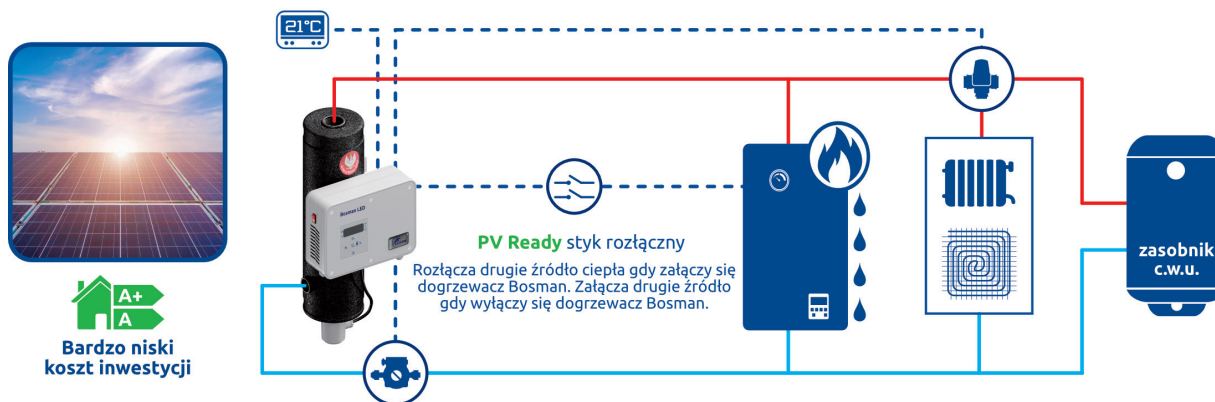 21°C
Bosman LED
PV Ready styk rozłączny
Rozłącza drugie źródło ciepła gdy załączy się
dogrzewacz Bosman. Załącza drugie źródło
gdy wyłączy się dogrzewacz Bosman.
zasobnik
c.w.u.
A+
A
Bardzo niski
koszt inwestycji